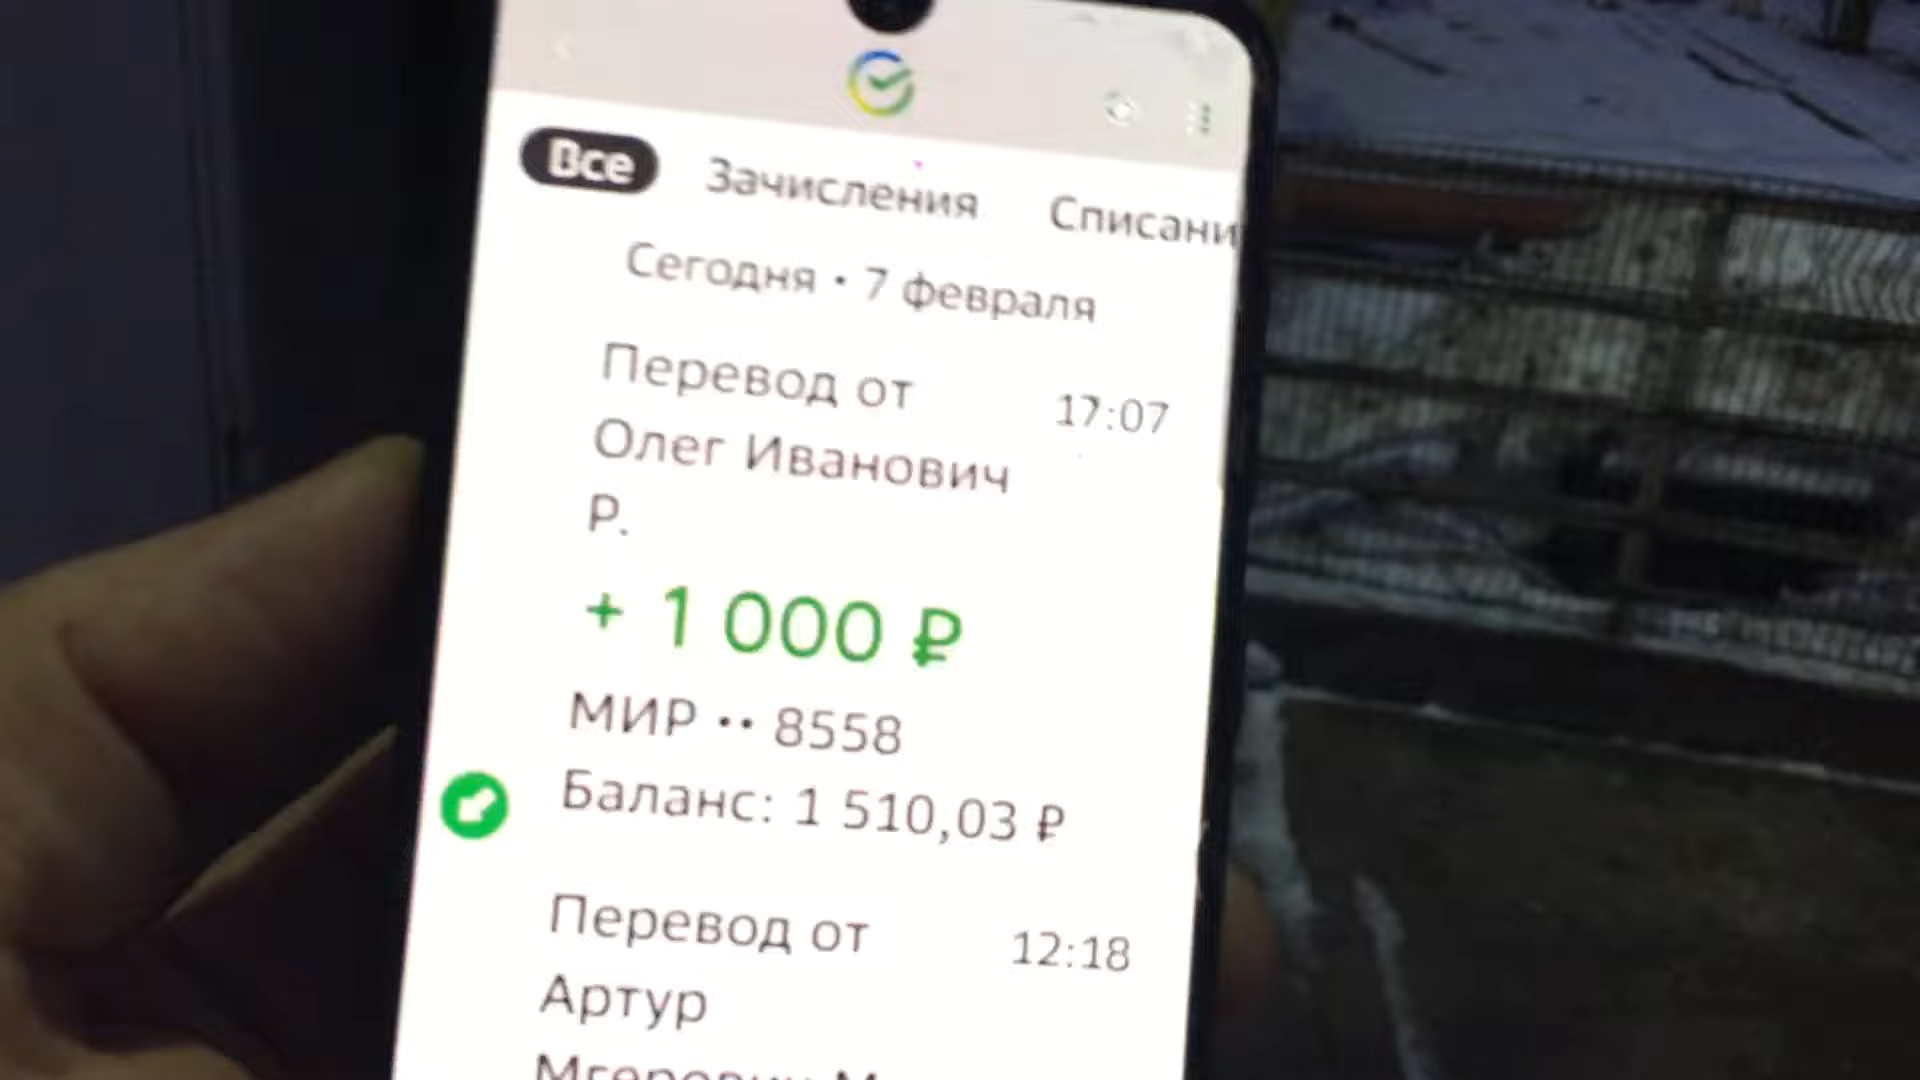 Все Зачисления Списани
Сегодня • 7 февраля
Перевод от 17:07
Олег Иванович
Р.
+ 1 000 ₽
МИР •• 8558
Баланс: 1 510,03 ₽
Перевод от 12:18
Артур
Мгерович М